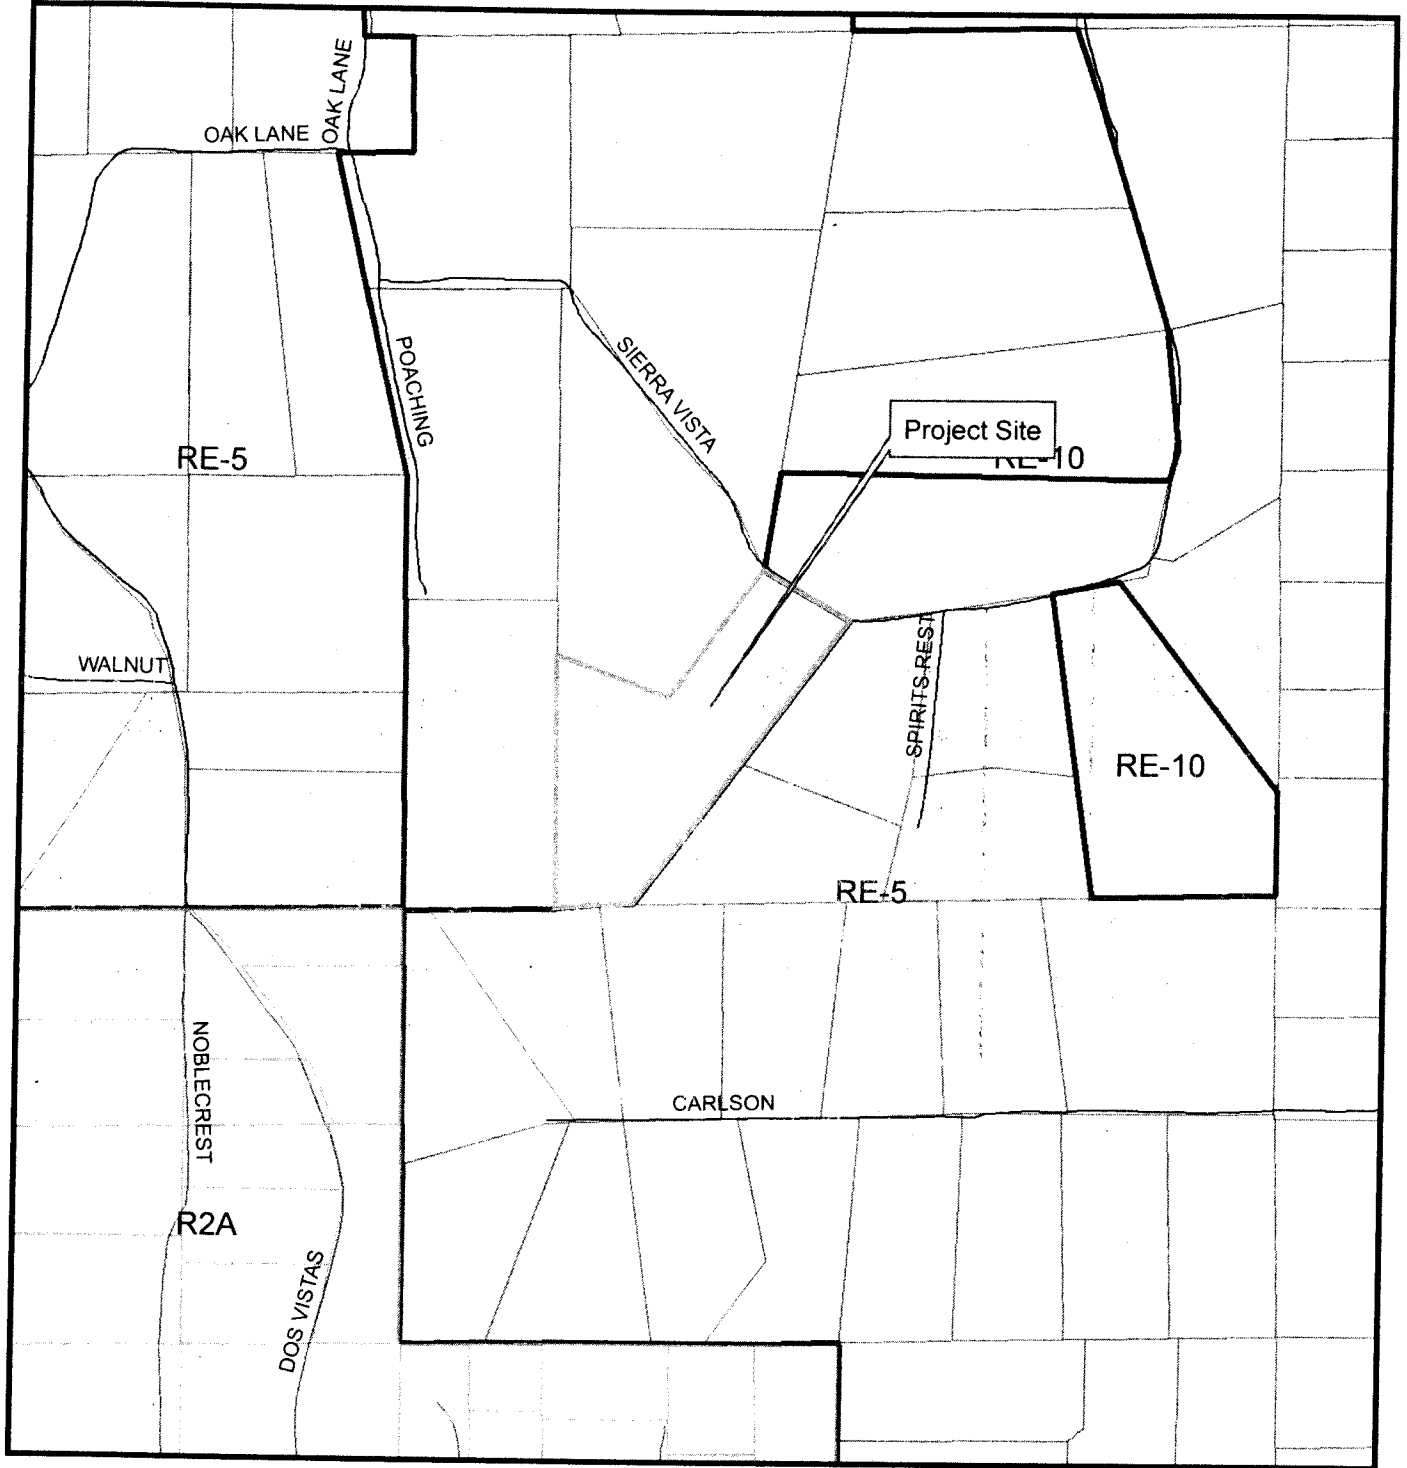 OAK LANE
OAK LANE
POACHING
SIERRA VISTA
Project Site
RE-10
RE-5
WALNUT
SPIRITS REST
RE-10
RE-5
NOBLECREST
CARLSON
R2A
DOS VISTAS